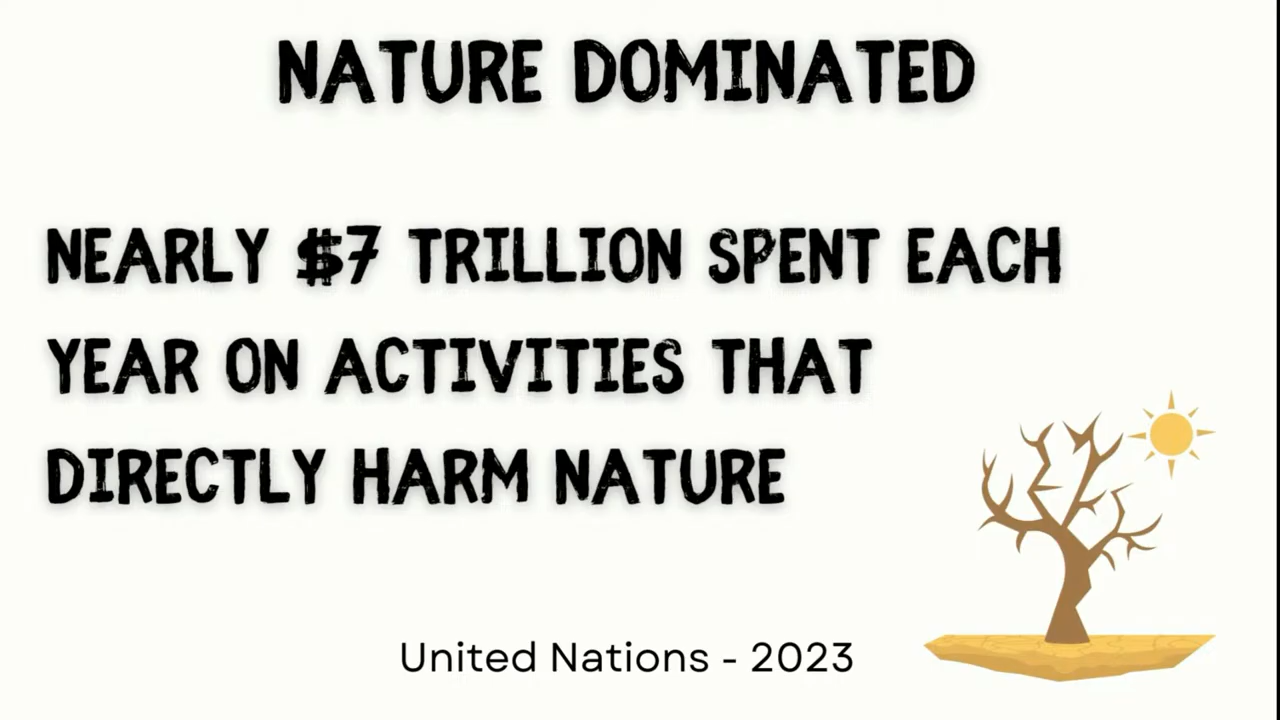 NATURE DOMINATED
NEARLY $7 TRILLION SPENT EACH
YEAR ON ACTIVITIES THAT
DIRECTLY HARM NATURE
United Nations - 2023